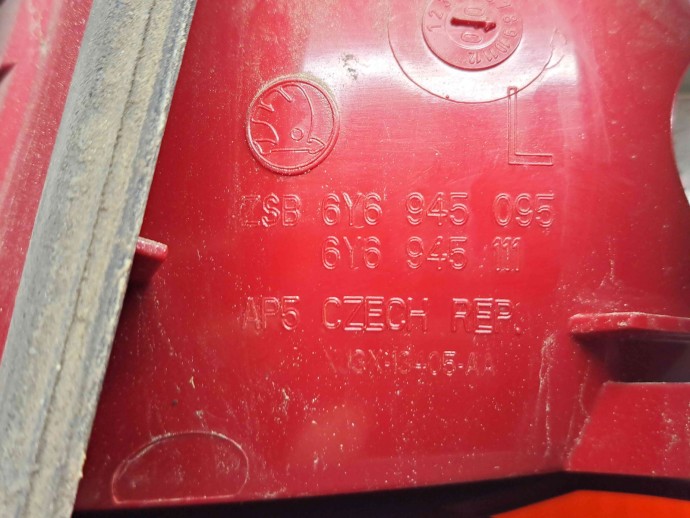 L
ZSB 6Y6 945 095
6Y6 945 111
AP5 CZECH REP.